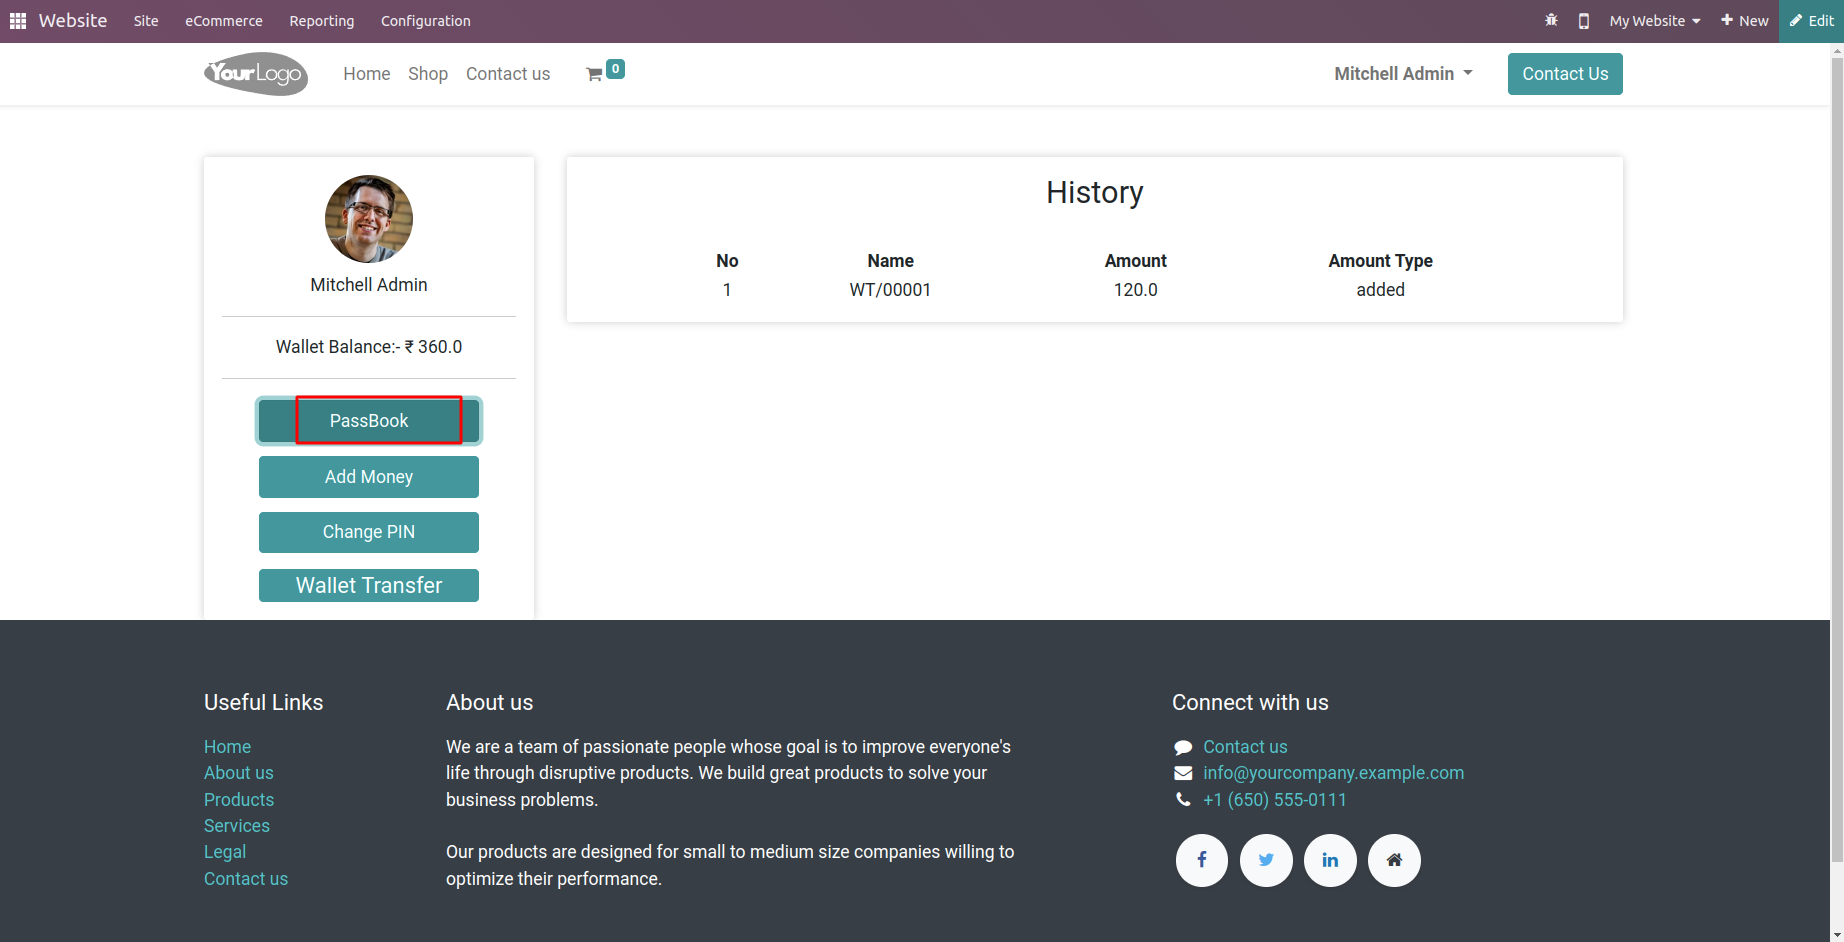 Website Site eCommerce Reporting Configuration My Website New Edit
YourLogo Home Shop Contact us 0 Mitchell Admin Contact Us
Mitchell Admin
Wallet Balance:- ₹ 360.0
PassBook
Add Money
Change PIN
Wallet Transfer
History
No Name Amount Amount Type
1 WT/00001 120.0 added
Useful Links
Home
About us
Products
Services
Legal
Contact us
About us
We are a team of passionate people whose goal is to improve everyone's
life through disruptive products. We build great products to solve your
business problems.
Our products are designed for small to medium size companies willing to
optimize their performance.
Connect with us
Contact us
info@yourcompany.example.com
+1 (650) 555-0111